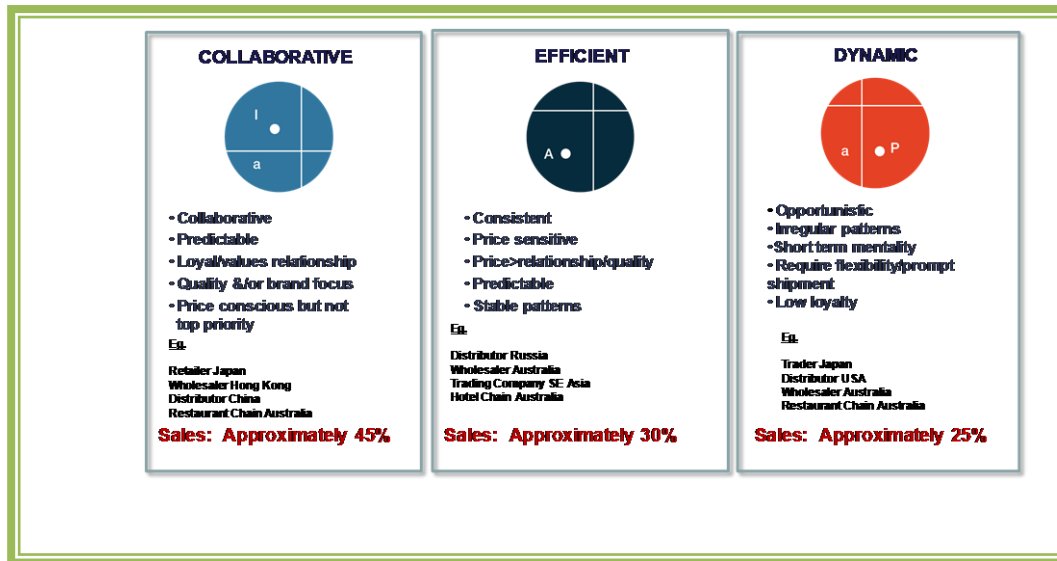 COLLABORATIVE
I
a
• Collaborative
• Predictable
• Loyal/values relationship
• Quality &/or brand focus
• Price conscious but not
top priority
Eg.
Retailer Japan
Wholesaler Hong Kong
Distributor China
Restaurant Chain Australia
Sales: Approximately 45%
EFFICIENT
A
• Consistent
• Price sensitive
• Price>relationship/quality
• Predictable
• Stable patterns
Eg.
Distributor Russia
Wholesaler Australia
Trading Company SE Asia
Hotel Chain Australia
Sales: Approximately 30%
DYNAMIC
a P
• Opportunistic
• Irregular patterns
• Short term mentality
• Require flexibility/prompt
shipment
• Low loyalty
Eg.
Trader Japan
Distributor USA
Wholesaler Australia
Restaurant Chain Australia
Sales: Approximately 25%